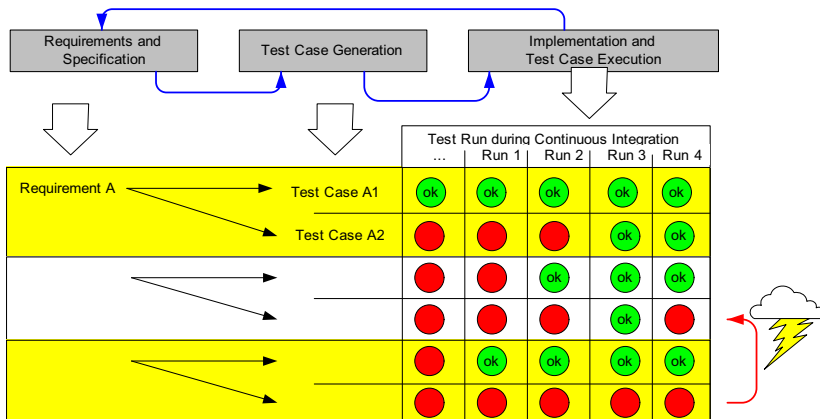 Requirements and
Specification
Test Case Generation
Implementation and
Test Case Execution
Test Run during Continuous Integration
... Run 1 Run 2 Run 3 Run 4
Requirement A Test Case A1 ok ok ok ok ok
Test Case A2 ok ok
ok ok ok
ok
ok ok ok ok